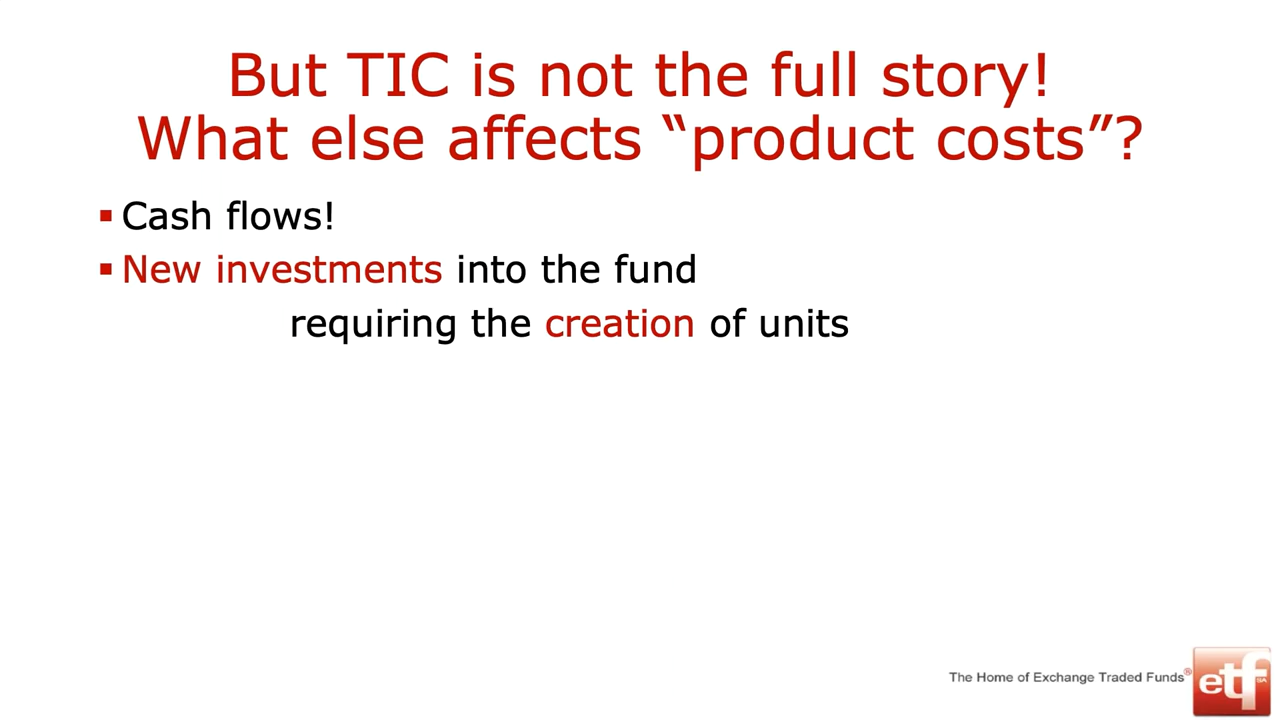 But TIC is not the full story!
What else affects “product costs”?
▪ Cash flows!
▪ New investments into the fund
requiring the creation of units
The Home of Exchange Traded Funds®
etfSA